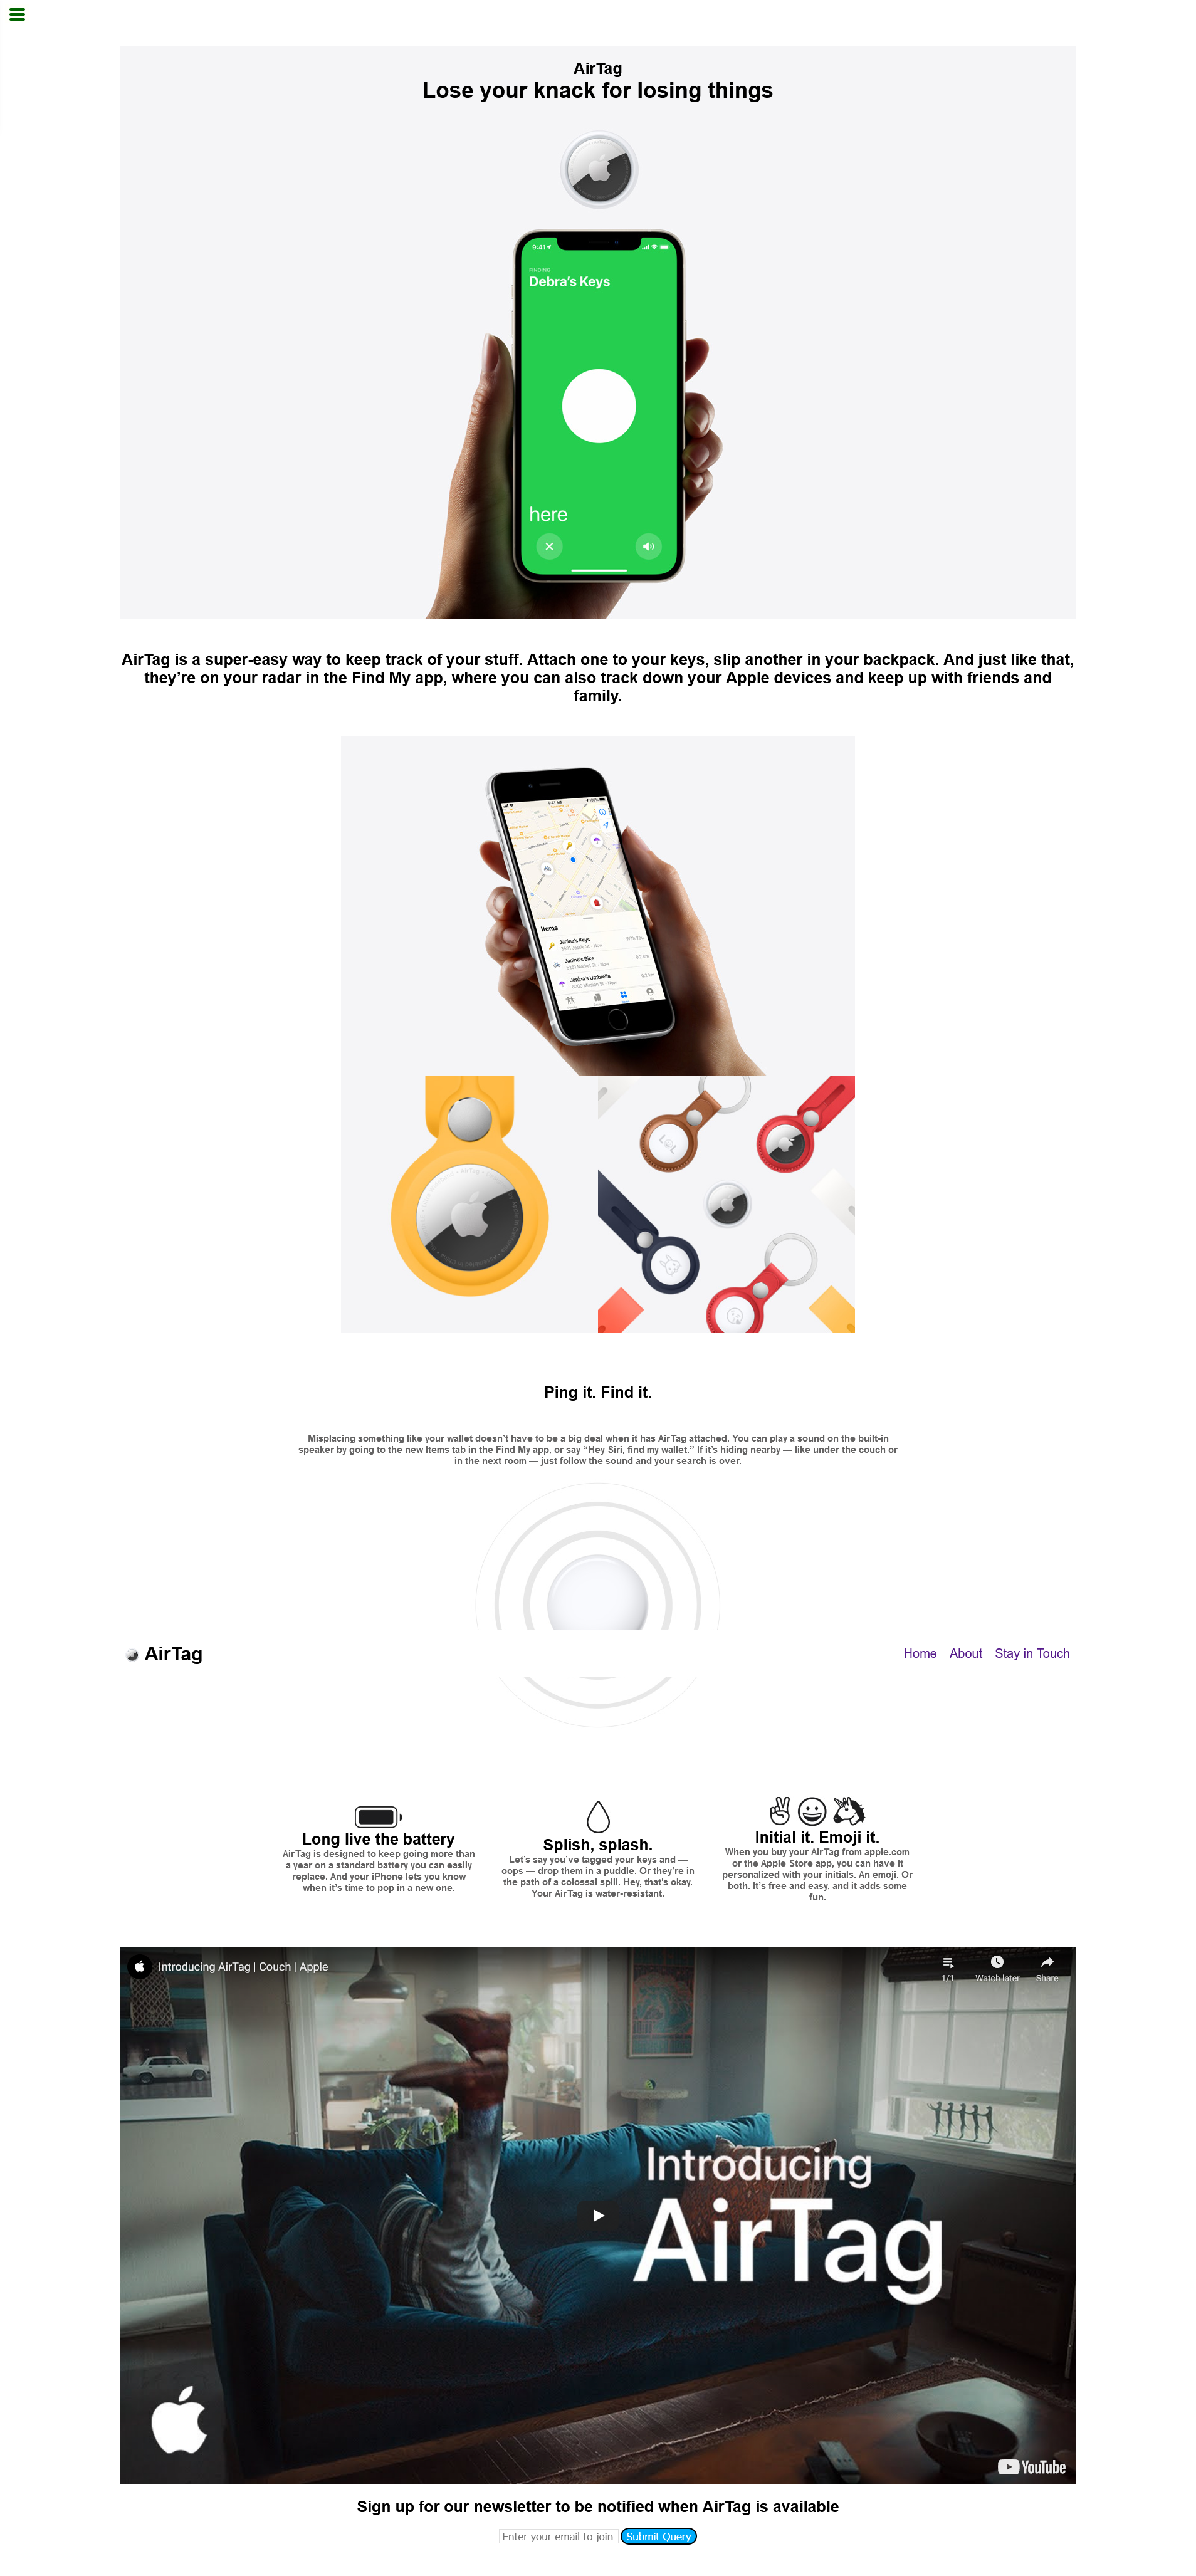 AirTag
Lose your knack for losing things
9:41
FINDING
Debra's Keys
here
AirTag is a super-easy way to keep track of your stuff. Attach one to your keys, slip another in your backpack. And just like that,
they’re on your radar in the Find My app, where you can also track down your Apple devices and keep up with friends and
family.
9:41 AM
100%
Items
Janina's Keys
With You
Janina's Bike
Janina's Umbrella
LOL
Ping it. Find it.
Misplacing something like your wallet doesn’t have to be a big deal when it has AirTag attached. You can play a sound on the built-in
speaker by going to the new Items tab in the Find My app, or say “Hey Siri, find my wallet.” If it’s hiding nearby — like under the couch or
in the next room — just follow the sound and your search is over.
AirTag
Home About Stay in Touch
Long live the battery
AirTag is designed to keep going more than
a year on a standard battery you can easily
replace. And your iPhone lets you know
when it’s time to pop in a new one.
Splish, splash.
Let’s say you’ve tagged your keys and —
oops — drop them in a puddle. Or they’re in
the path of a colossal spill. Hey, that’s okay.
Your AirTag is water-resistant.
Initial it. Emoji it.
When you buy your AirTag from apple.com
or the Apple Store app, you can have it
personalized with your initials. An emoji. Or
both. It’s free and easy, and it adds some
fun.
Introducing AirTag | Couch | Apple
1/1 Watch later Share
Introducing
AirTag
YouTube
Sign up for our newsletter to be notified when AirTag is available
Enter your email to join Submit Query